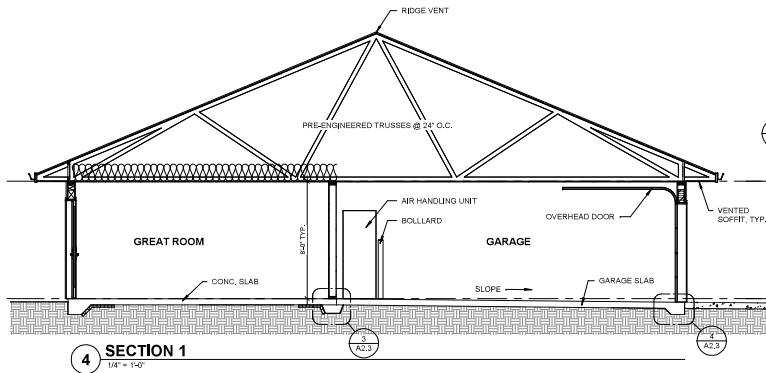 RIDGE VENT
PRE-ENGINEERED TRUSSES @ 24" O.C.
AIR HANDLING UNIT
BOLLLARD
OVERHEAD DOOR
VENTED
SOFFIT, TYP.
GREAT ROOM
8'-0" TYP.
GARAGE
CONC. SLAB
SLOPE
GARAGE SLAB
3
A2.3
4
A2.3
4
SECTION 1
1/4" = 1'-0"